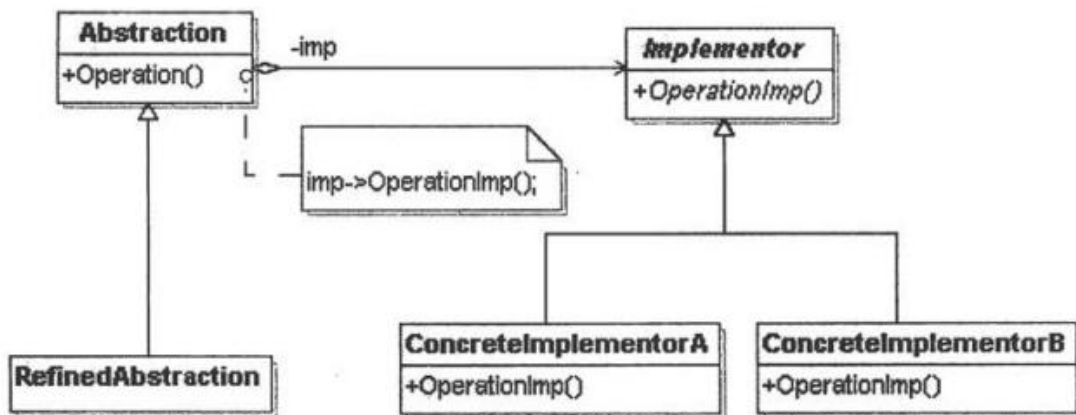 Abstraction
+Operation()
-imp
Implementor
+OperationImp()
imp->OperationImp();
RefinedAbstraction
ConcreteImplementorA
+OperationImp()
ConcreteImplementorB
+OperationImp()